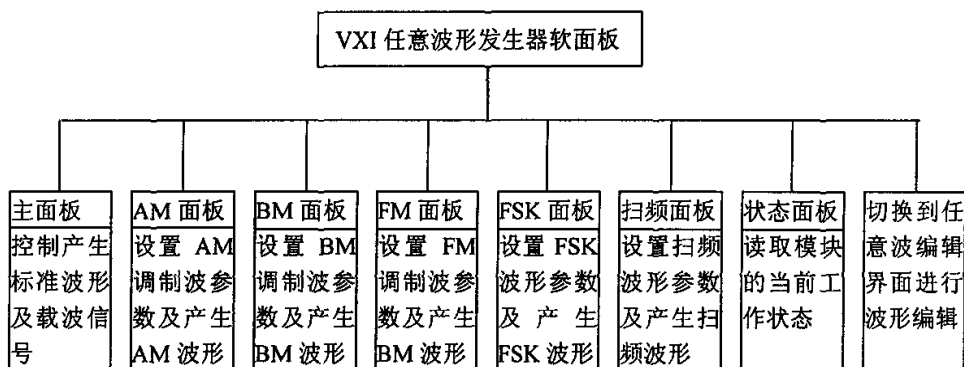 VXI 任意波形发生器软面板
主面板
控制产生
标准波形
及载波信
号
AM 面板
设置 AM
调制波参
数及产生
AM 波形
BM 面板
设置 BM
调制波参
数及产生
BM 波形
FM 面板
设置 FM
调制波参
数及产生
BM 波形
FSK 面板
设置 FSK
波形参数
及产生
FSK 波形
扫频面板
设置扫频
波形参数
及产生扫
频波形
状态面板
读取模块
的当前工
作状态
切换到任
意波编辑
界面进行
波形编辑